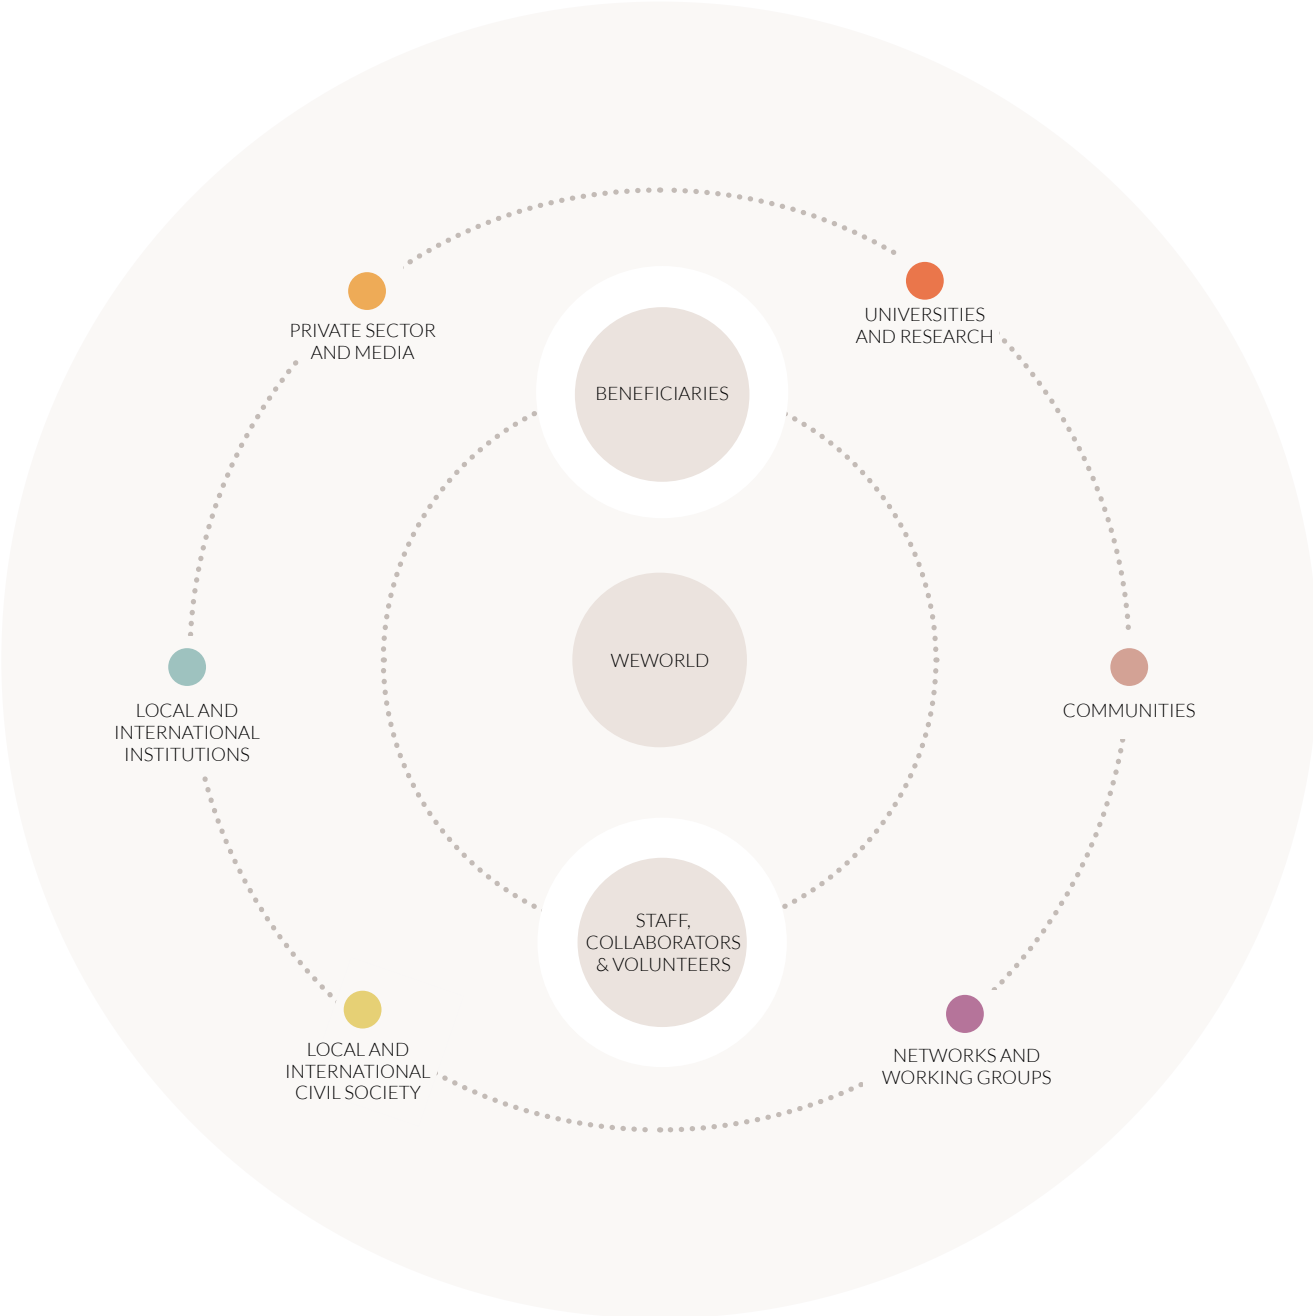 UNIVERSITIES
AND RESEARCH
PRIVATE SECTOR
AND MEDIA
BENEFICIARIES
WEWORLD
LOCAL AND
INTERNATIONAL
INSTITUTIONS
COMMUNITIES
STAFF,
COLLABORATORS
& VOLUNTEERS
LOCAL AND
INTERNATIONAL
CIVIL SOCIETY
NETWORKS AND
WORKING GROUPS